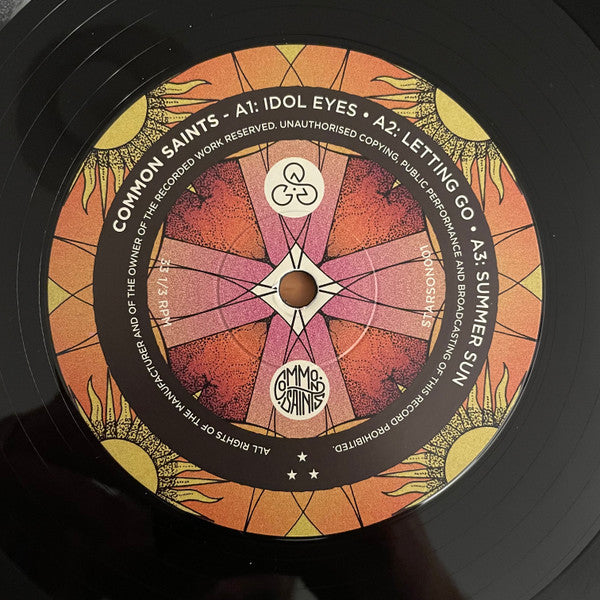 COMMON SAINTS - A1: IDOL EYES • A2: LETTING GO • A3: SUMMER SUN
ALL RIGHTS OF THE MANUFACTURER AND OF THE OWNER OF THE RECORDED WORK RESERVED. UNAUTHORISED COPYING, PUBLIC PERFORMANCE AND BROADCASTING OF THIS RECORD PROHIBITED.
33 1/3 RPM
STARSONOO1
COMMON
SAINTS